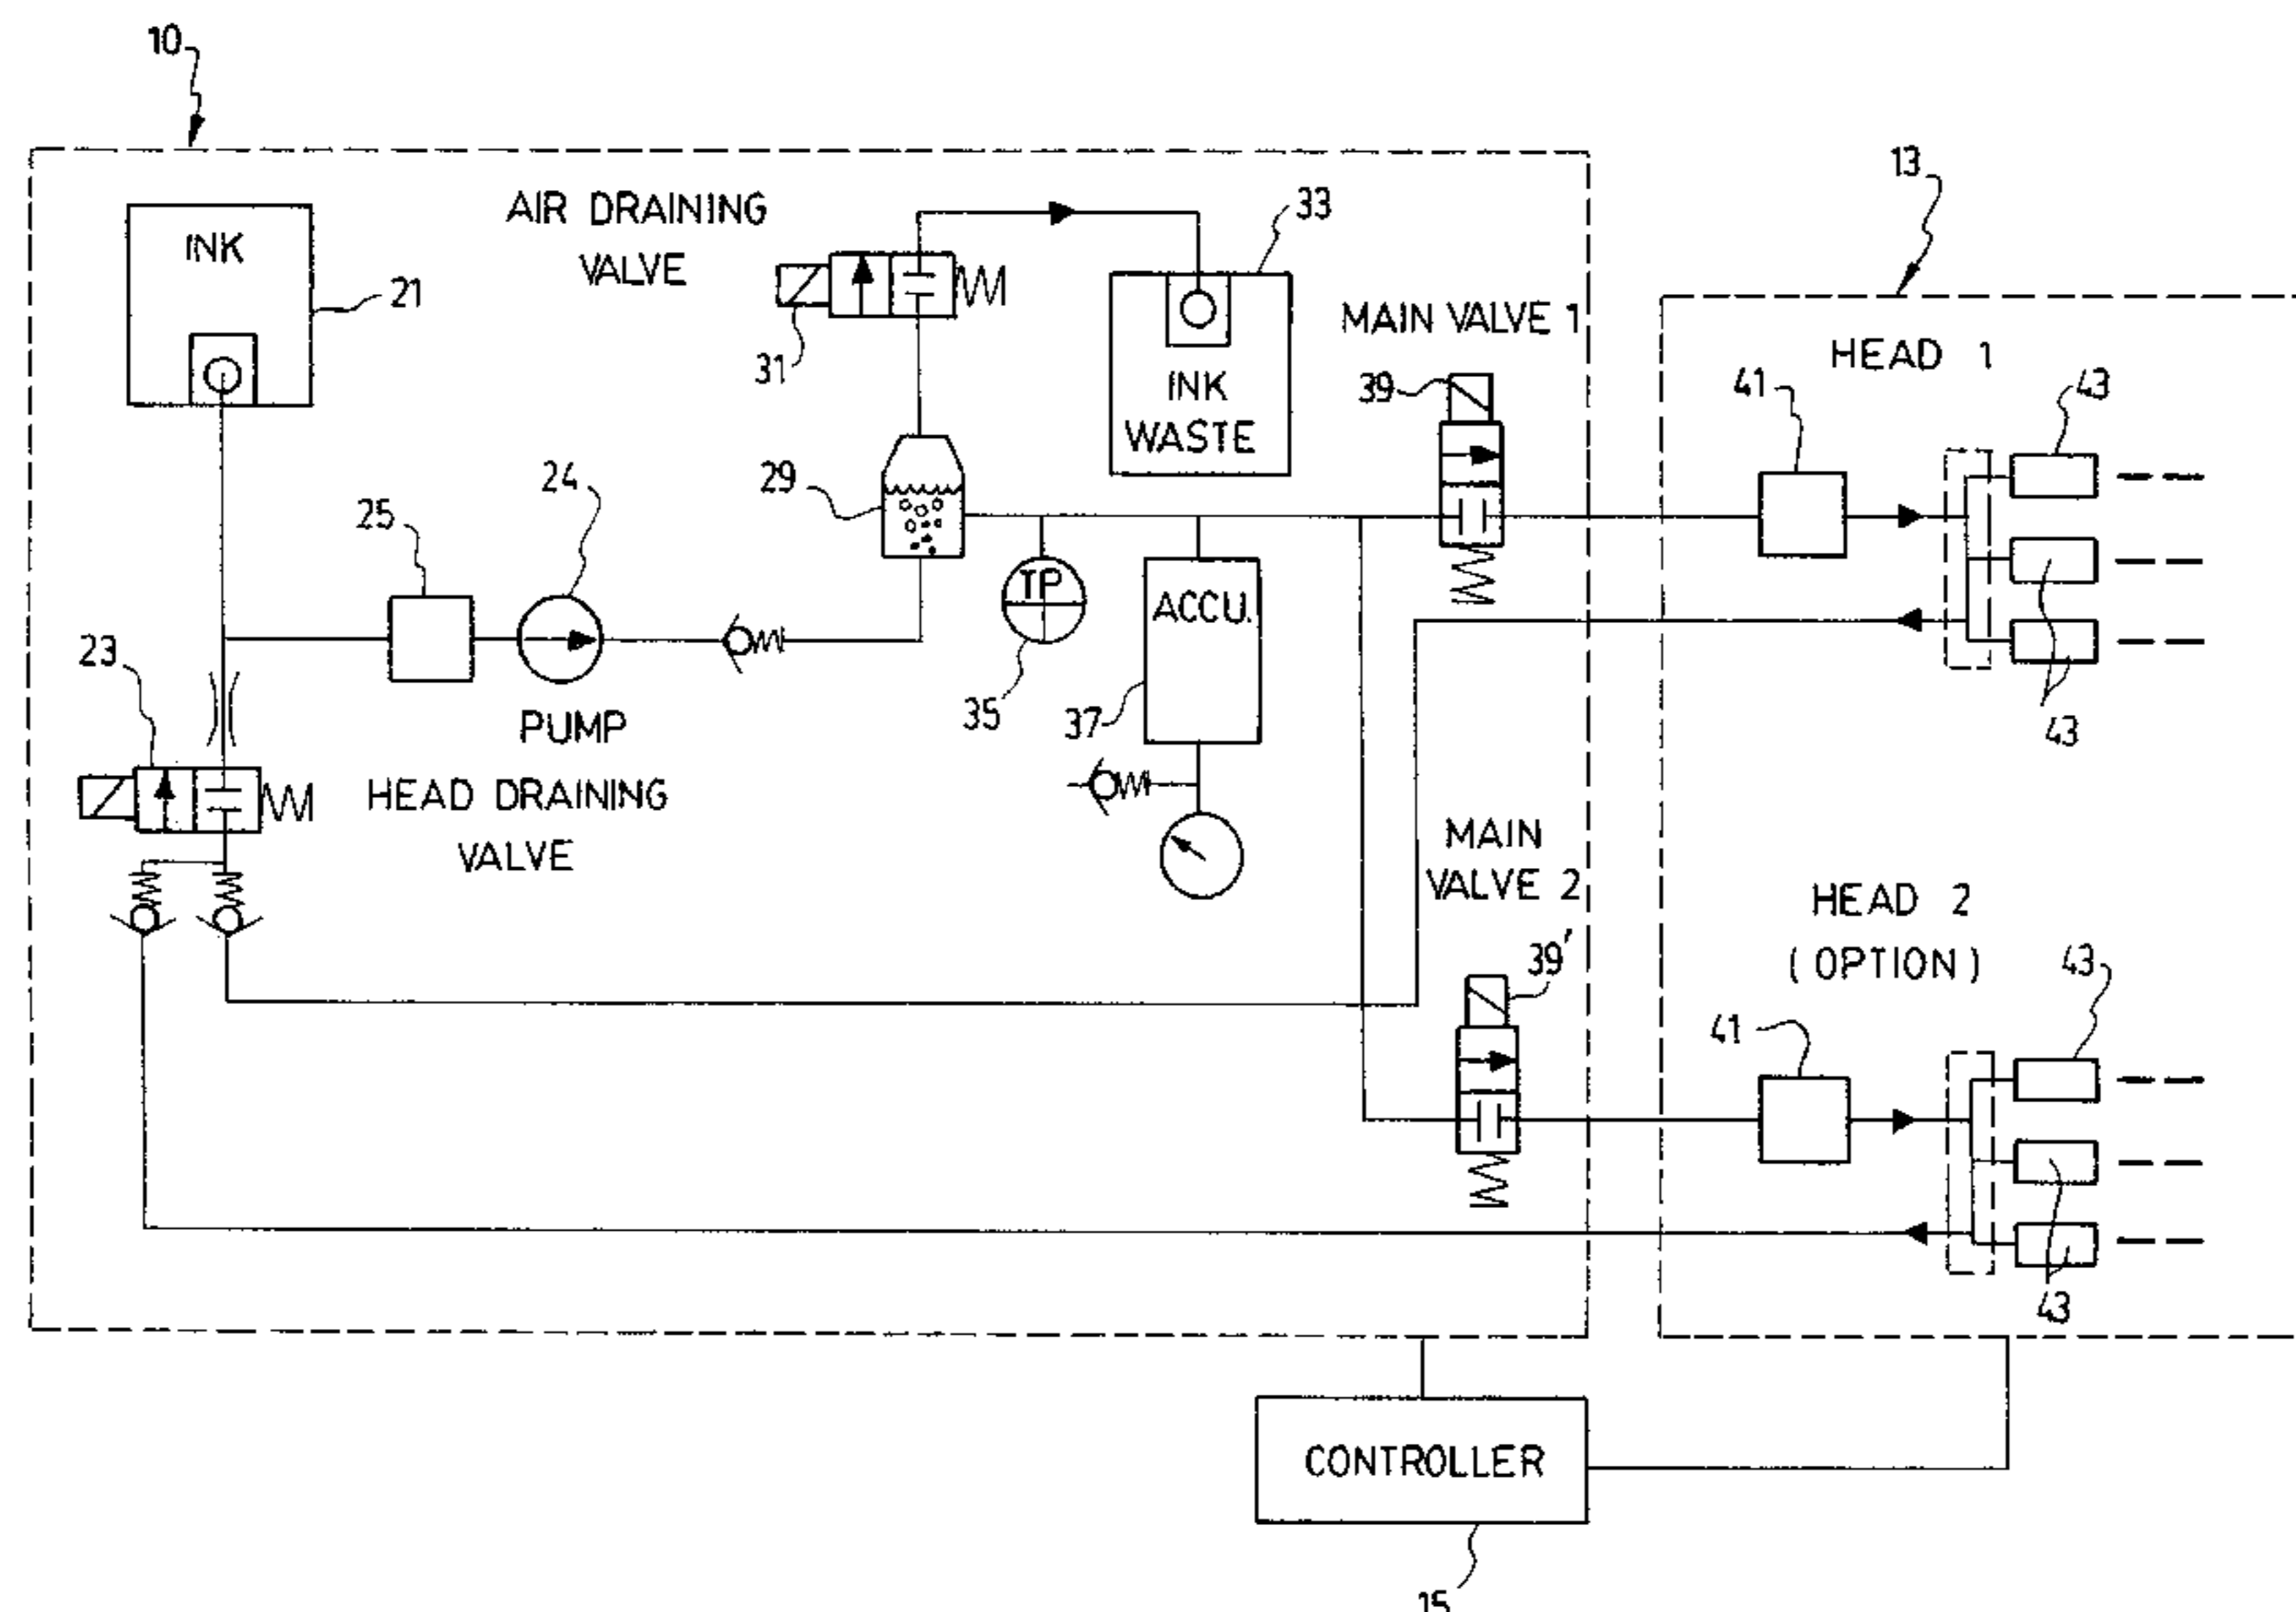 10
13
INK
21
AIR DRAINING
VALVE
31
33
INK
WASTE
MAIN VALVE 1
39
HEAD 1
41
43
43
29
24
25
PUMP
TP
35
ACCU.
37
23
HEAD DRAINING
VALVE
MAIN
VALVE 2
39'
HEAD 2
(OPTION)
41
43
43
CONTROLLER
15